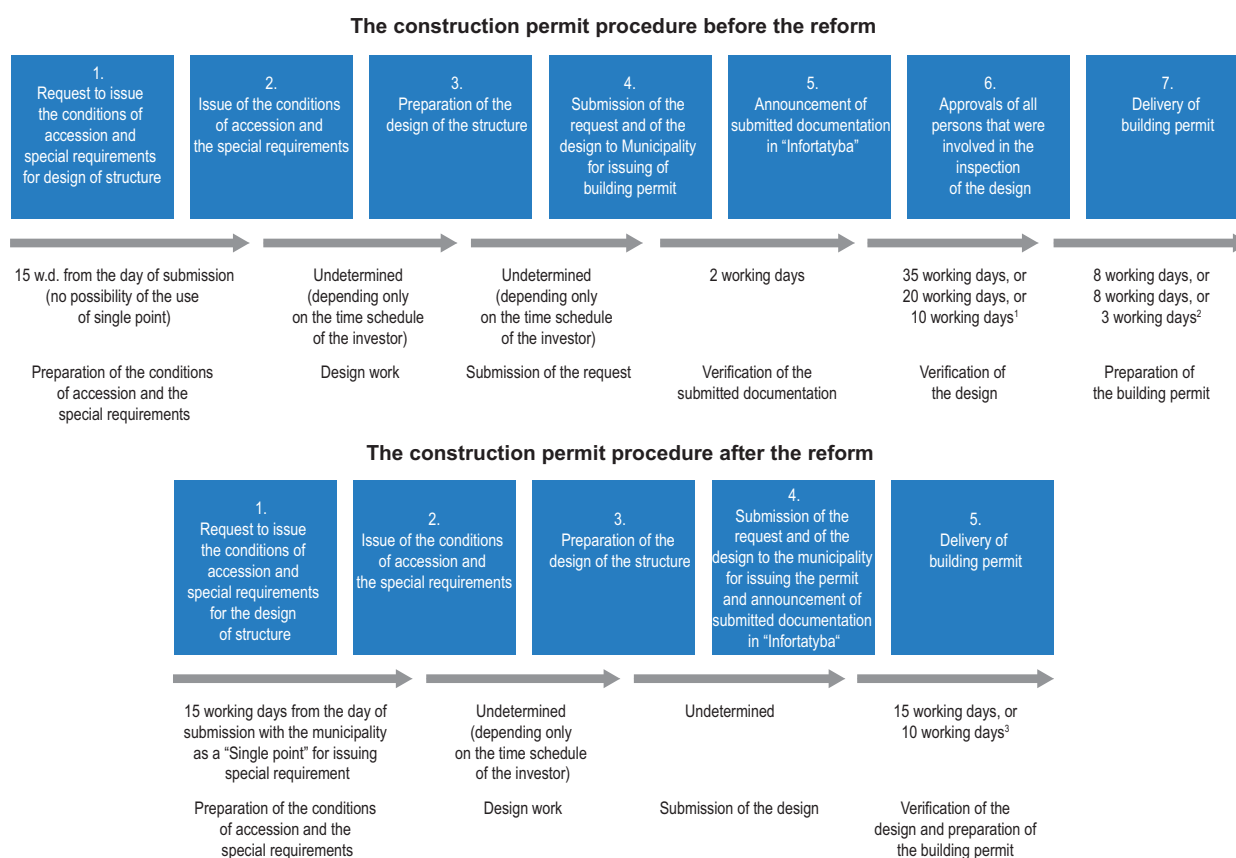 The construction permit procedure before the reform
1.
Request to issue
the conditions of
accession and
special requirements
for design of structure
2.
Issue of the conditions
of accession and
the special requirements
3.
Preparation of the
design of the structure
4.
Submission of the
request and of the
design to Municipality
for issuing of
building permit
5.
Announcement of
submitted documentation
in “Infortatyba”
6.
Approvals of all
persons that were
involved in the
inspection
of the design
7.
Delivery of
building permit
15 w.d. from the day of submission
(no possibility of the use
of single point)
Undetermined
(depending only
on the time schedule
of the investor)
Undetermined
(depending only
on the time schedule
of the investor)
2 working days
35 working days, or
20 working days, or
10 working days¹
8 working days, or
8 working days, or
3 working days²
Preparation of the conditions
of accession and the
special requirements
Design work
Submission of the request
Verification of the
submitted documentation
Verification of
the design
Preparation of
the building permit
The construction permit procedure after the reform
1.
Request to issue
the conditions of
accession and
special requirements
for the design
of structure
2.
Issue of the conditions
of accession and
the special requirements
3.
Preparation of the
design of the structure
4.
Submission of the
request and of the
design to the municipality
for issuing the permit
and announcement of
submitted documentation
in “Infortatyba“
5.
Delivery of
building permit
15 working days from the day of
submission with the municipality
as a “Single point” for issuing
special requirement
Undetermined
(depending only
on the time schedule
of the investor)
Undetermined
15 working days, or
10 working days³
Preparation of the conditions
of accession and the
special requirements
Design work
Submission of the design
Verification of the
design and preparation of
the building permit